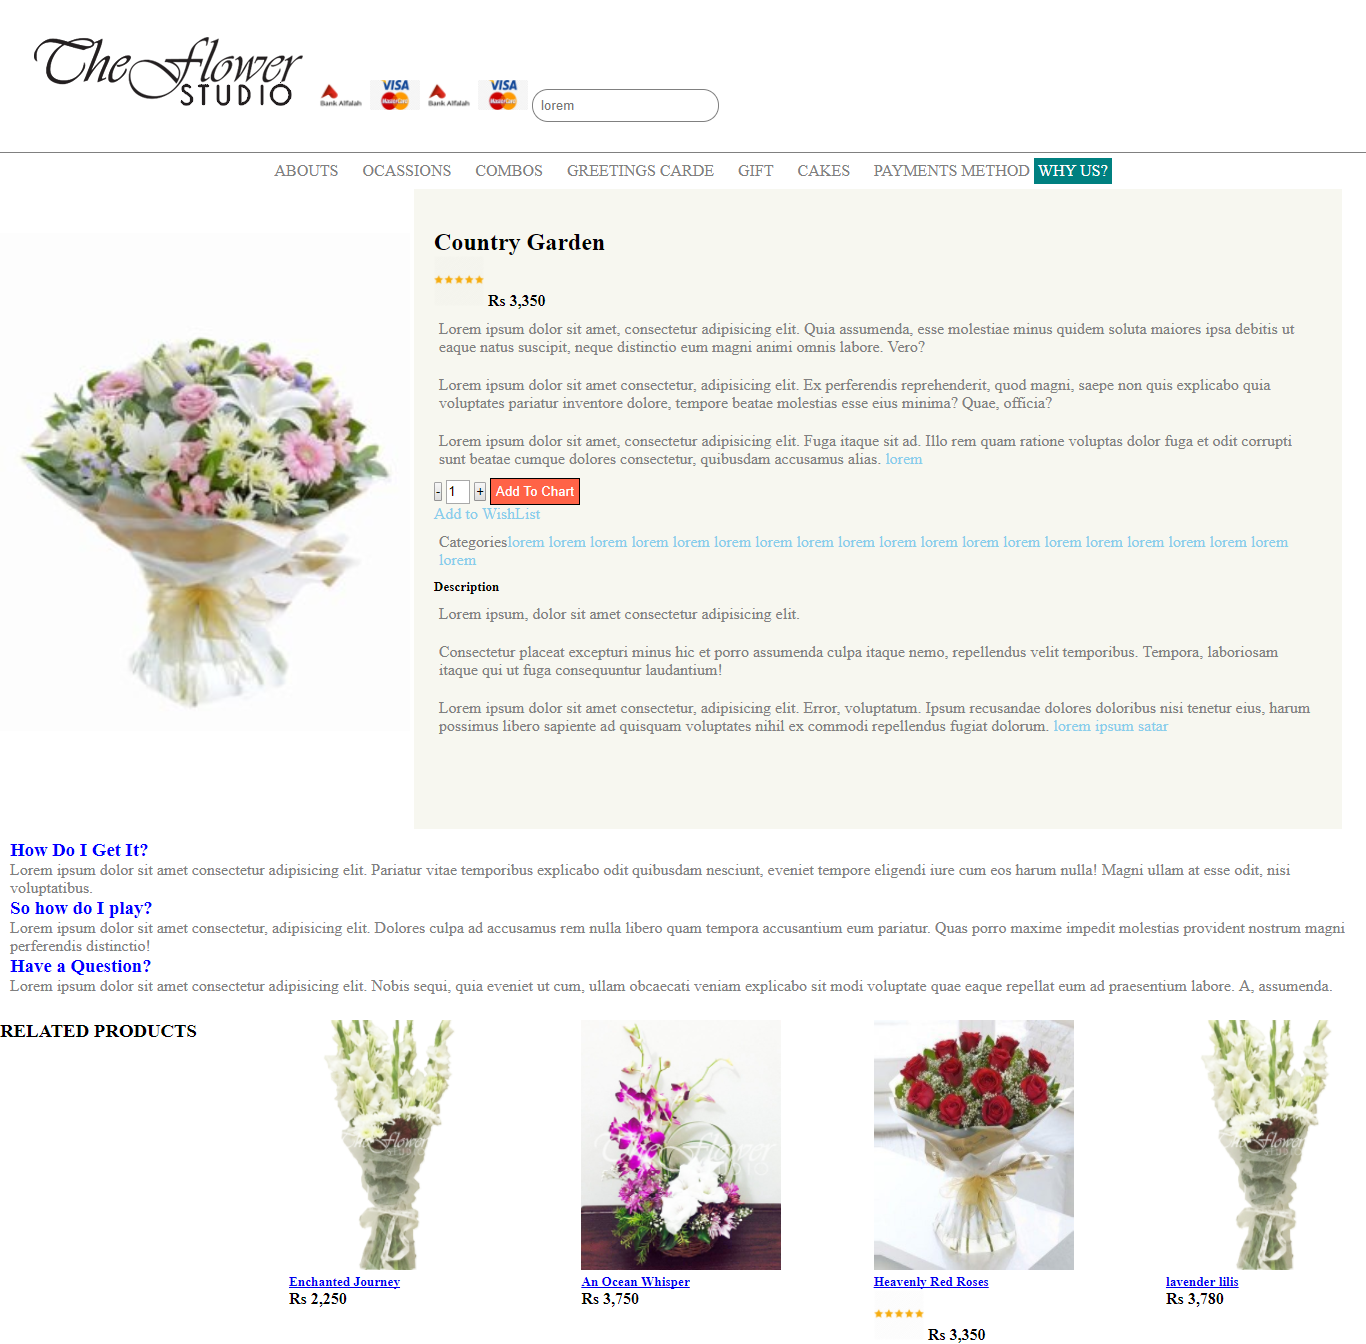 The Flower
STUDIO
Bank Alfalah VISA MasterCard Bank Alfalah VISA MasterCard lorem
ABOUTS OCASSIONS COMBOS GREETINGS CARDE GIFT CAKES PAYMENTS METHOD WHY US?
Country Garden
Rs 3,350
Lorem ipsum dolor sit amet, consectetur adipisicing elit. Quia assumenda, esse molestiae minus quidem soluta maiores ipsa debitis ut
eaque natus suscipit, neque distinctio eum magni animi omnis labore. Vero?
Lorem ipsum dolor sit amet consectetur, adipisicing elit. Ex perferendis reprehenderit, quod magni, saepe non quis explicabo quia
voluptates pariatur inventore dolore, tempore beatae molestias esse eius minima? Quae, officia?
Lorem ipsum dolor sit amet, consectetur adipisicing elit. Fuga itaque sit ad. Illo rem quam ratione voluptas dolor fuga et odit corrupti
sunt beatae cumque dolores consectetur, quibusdam accusamus alias. lorem
- 1 + Add To Chart
Add to WishList
Categorieslorem lorem lorem lorem lorem lorem lorem lorem lorem lorem lorem lorem lorem lorem lorem lorem lorem lorem lorem
lorem
Description
Lorem ipsum, dolor sit amet consectetur adipisicing elit.
Consectetur placeat excepturi minus hic et porro assumenda culpa itaque nemo, repellendus velit temporibus. Tempora, laboriosam
itaque qui ut fuga consequuntur laudantium!
Lorem ipsum dolor sit amet consectetur, adipisicing elit. Error, voluptatum. Ipsum recusandae dolores doloribus nisi tenetur eius, harum
possimus libero sapiente ad quisquam voluptates nihil ex commodi repellendus fugiat dolorum. lorem ipsum satar
How Do I Get It?
Lorem ipsum dolor sit amet consectetur adipisicing elit. Pariatur vitae temporibus explicabo odit quibusdam nesciunt, eveniet tempore eligendi iure cum eos harum nulla! Magni ullam at esse odit, nisi
voluptatibus.
So how do I play?
Lorem ipsum dolor sit amet consectetur, adipisicing elit. Dolores culpa ad accusamus rem nulla libero quam tempora accusantium eum pariatur. Quas porro maxime impedit molestias provident nostrum magni
perferendis distinctio!
Have a Question?
Lorem ipsum dolor sit amet consectetur adipisicing elit. Nobis sequi, quia eveniet ut cum, ullam obcaecati veniam explicabo sit modi voluptate quae eaque repellat eum ad praesentium labore. A, assumenda.
RELATED PRODUCTS
The Flower
STUDIO
Enchanted Journey
Rs 2,250
The Flower
STUDIO
An Ocean Whisper
Rs 3,750
Heavenly Red Roses
Rs 3,350
The Flower
STUDIO
lavender lilis
Rs 3,780